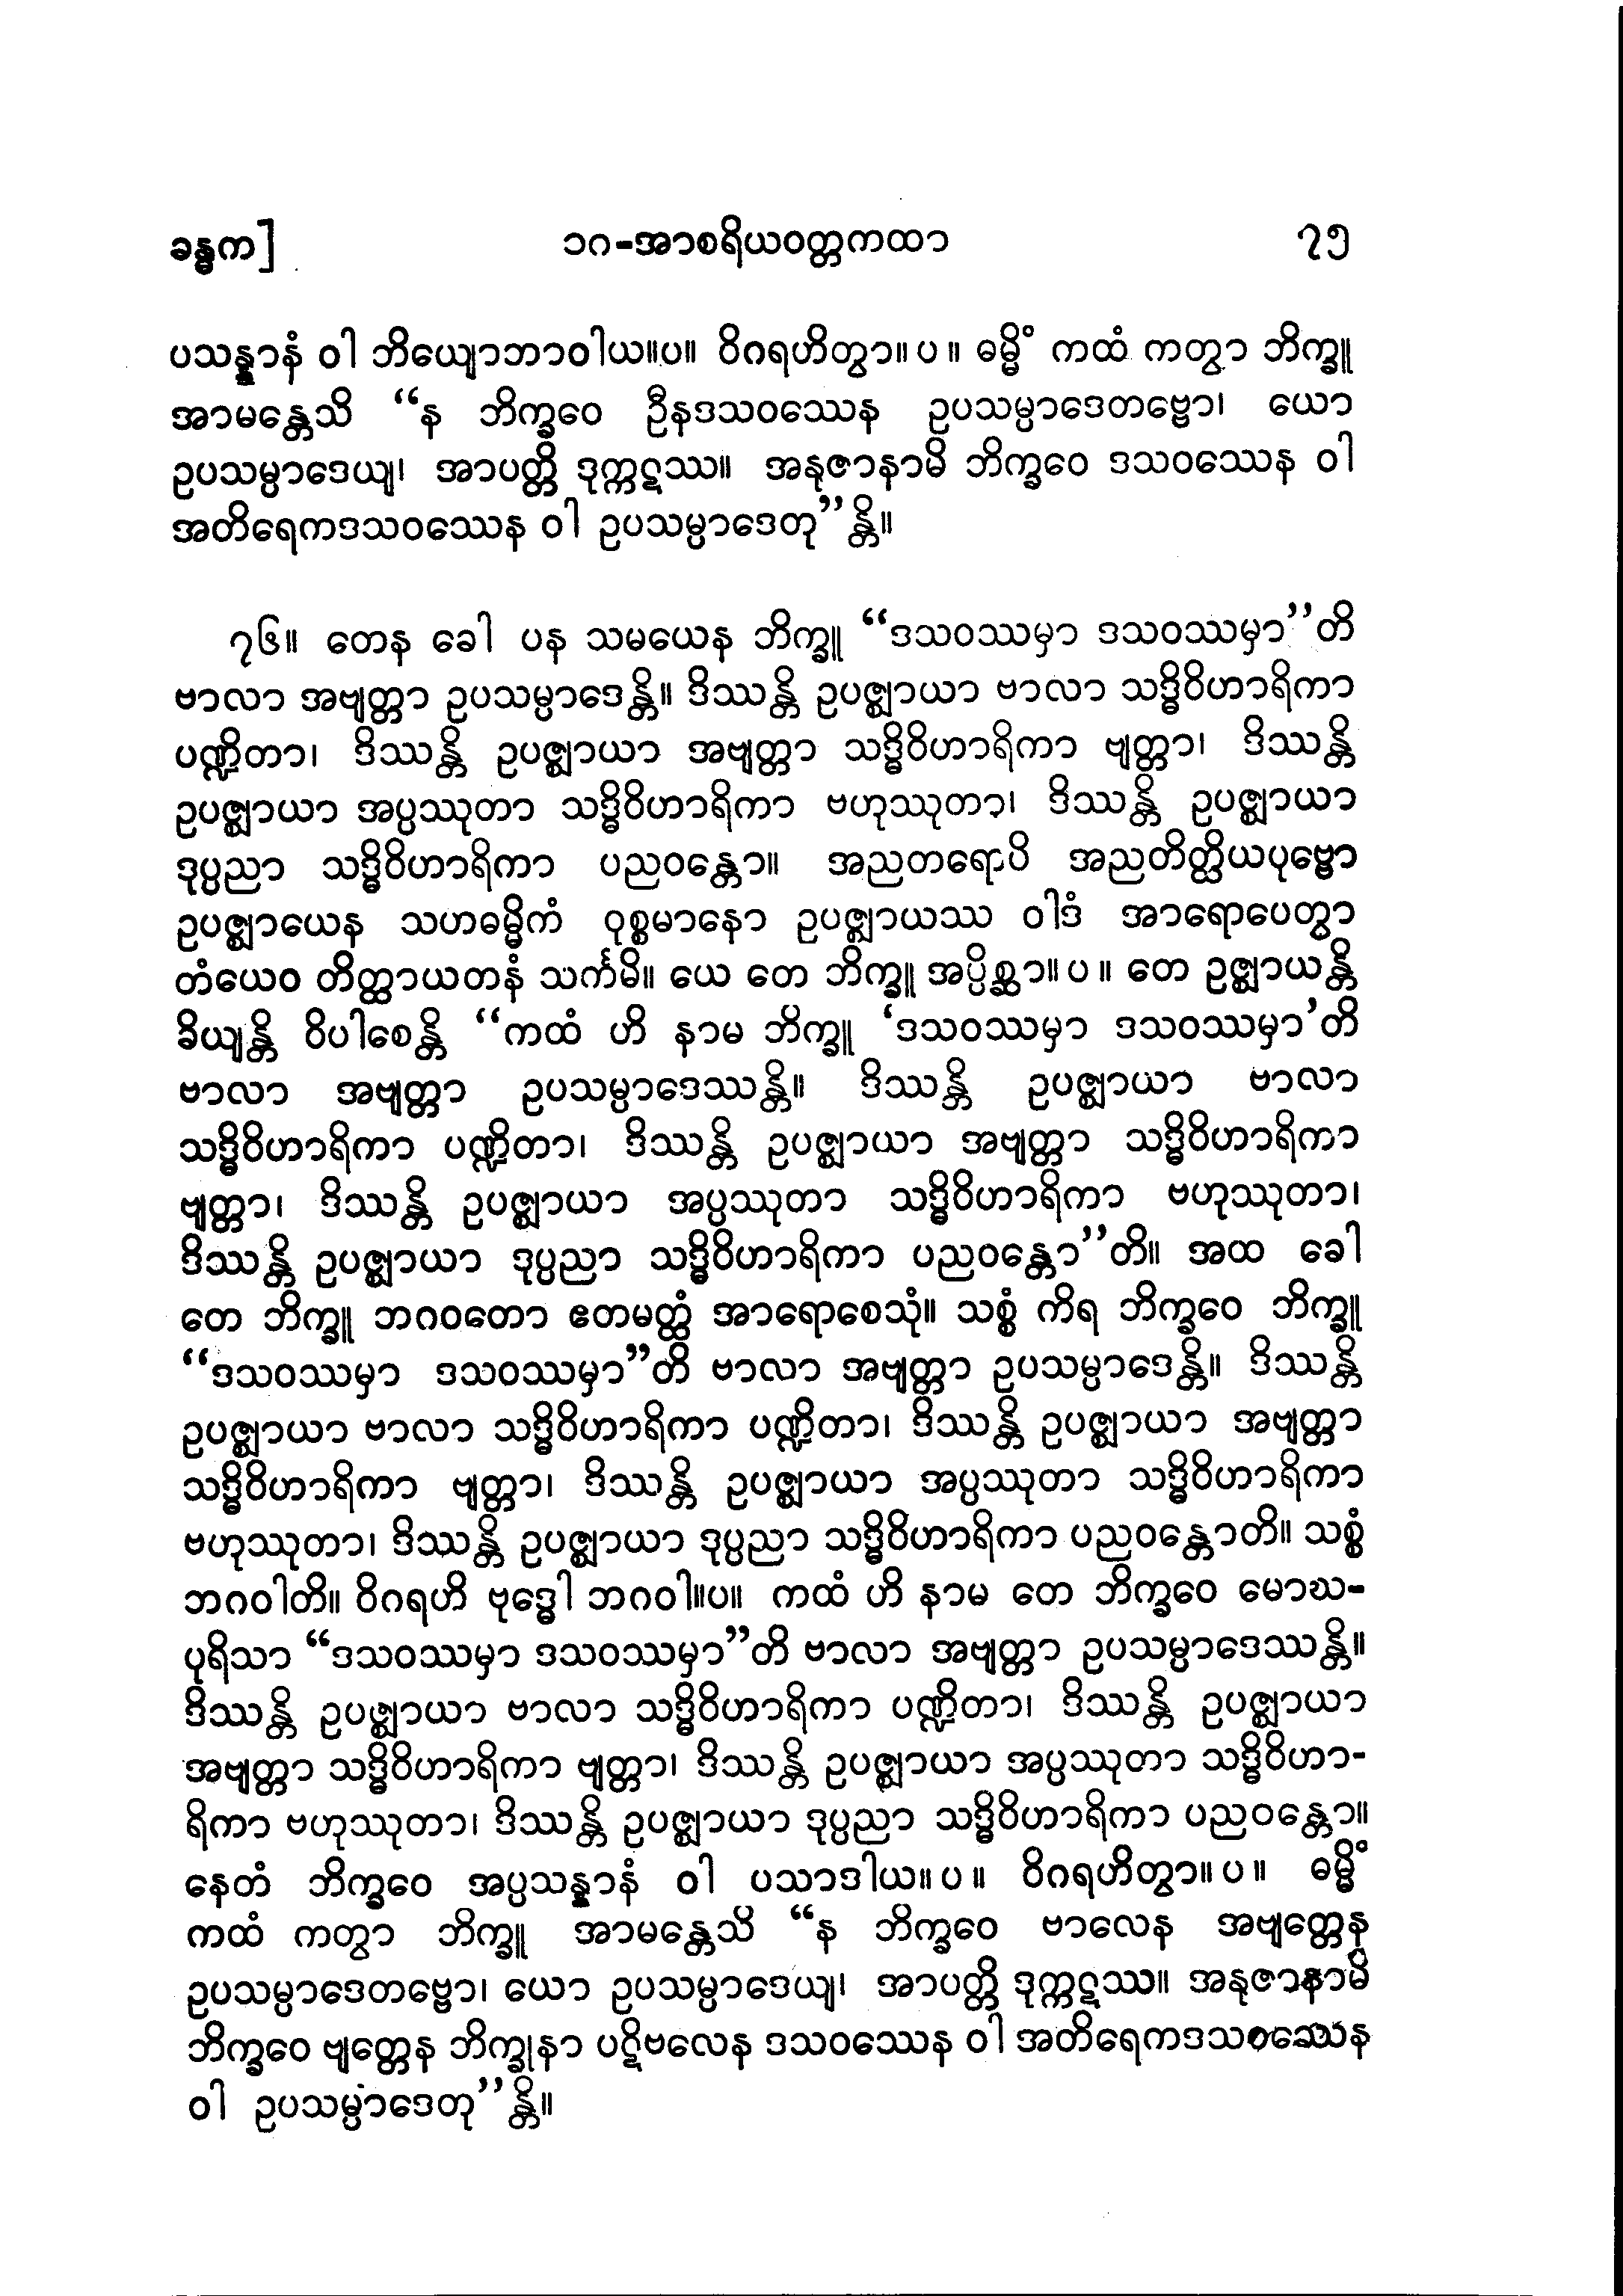 ခန္ဓက]
၁ဂ-အာစရိယဝတ္တကထာ
၇၅
ပသန္နာနံ ဝါ ဘိယျောဘာဝါယ။ပ။ ဝိဂရဟိတွာ။ ပ ။ ဓမ္မိံ ကထံ ကတွာ ဘိက္ခူ
အာမန္တေသိ “န ဘိက္ခဝေ ဦနဒသဝဿေန ဥပသမ္ပာဒေတဗ္ဗော၊ ယော
ဥပသမ္ပာဒေယျ၊ အာပတ္တိ ဒုက္ကဋဿ။ အနုဇာနာမိ ဘိက္ခဝေ ဒသဝဿေန ဝါ
အတိရေကဒသဝဿေန ဝါ ဥပသမ္ပာဒေတု”န္တိ။
၇၆။ တေန ခေါ ပန သမယေန ဘိက္ခူ “ဒသဝဿမှာ ဒသဝဿမှာ”တိ
ဗာလာ အဗျတ္တာ ဥပသမ္ပာဒေန္တိ။ ဒိဿန္တိ ဥပဇ္ဈာယာ ဗာလာ သဒ္ဓိဝိဟာရိကာ
ပဏ္ဍိတာ၊ ဒိဿန္တိ ဥပဇ္ဈာယာ အဗျတ္တာ သဒ္ဓိဝိဟာရိကာ ဗျတ္တာ၊ ဒိဿန္တိ
ဥပဇ္ဈာယာ အပ္ပဿုတာ သဒ္ဓိဝိဟာရိကာ ဗဟုဿုတာ၊ ဒိဿန္တိ ဥပဇ္ဈာယာ
ဒုပ္ပညာ သဒ္ဓိဝိဟာရိကာ ပညဝန္တော။ အညတရောပိ အညတိတ္ထိယပုဗ္ဗော
ဥပဇ္ဈာယေန သဟဓမ္မိကံ ဝုစ္စမာနော ဥပဇ္ဈာယဿ ဝါဒံ အာရောပေတွာ
တံယေဝ တိတ္ထာယတနံ သင်္ကမိ။ ယေ တေ ဘိက္ခူ အပ္ပိစ္ဆာ။ ပ ။ တေ ဥဇ္ဈာယန္တိ
ခိယျန္တိ ဝိပါစေန္တိ “ကထံ ဟိ နာမ ဘိက္ခူ ‘ဒသဝဿမှာ ဒသဝဿမှာ’တိ
ဗာလာ အဗျတ္တာ ဥပသမ္ပာဒေဿန္တိ။ ဒိဿန္တိ ဥပဇ္ဈာယာ ဗာလာ
သဒ္ဓိဝိဟာရိကာ ပဏ္ဍိတာ၊ ဒိဿန္တိ ဥပဇ္ဈာယာ အဗျတ္တာ သဒ္ဓိဝိဟာရိကာ
ဗျတ္တာ၊ ဒိဿန္တိ ဥပဇ္ဈာယာ အပ္ပဿုတာ သဒ္ဓိဝိဟာရိကာ ဗဟုဿုတာ၊
ဒိဿန္တိ ဥပဇ္ဈာယာ ဒုပ္ပညာ သဒ္ဓိဝိဟာရိကာ ပညဝန္တော”တိ။ အထ ခေါ
တေ ဘိက္ခူ ဘဂဝတော ဧတမတ္ထံ အာရောစေသုံ။ သစ္စံ ကိရ ဘိက္ခဝေ ဘိက္ခူ
“ဒသဝဿမှာ ဒသဝဿမှာ”တိ ဗာလာ အဗျတ္တာ ဥပသမ္ပာဒေန္တိ။ ဒိဿန္တိ
ဥပဇ္ဈာယာ ဗာလာ သဒ္ဓိဝိဟာရိကာ ပဏ္ဍိတာ၊ ဒိဿန္တိ ဥပဇ္ဈာယာ အဗျတ္တာ
သဒ္ဓိဝိဟာရိကာ ဗျတ္တာ၊ ဒိဿန္တိ ဥပဇ္ဈာယာ အပ္ပဿုတာ သဒ္ဓိဝိဟာရိကာ
ဗဟုဿုတာ၊ ဒိဿန္တိ ဥပဇ္ဈာယာ ဒုပ္ပညာ သဒ္ဓိဝိဟာရိကာ ပညဝန္တောတိ။ သစ္စံ
ဘဂဝါတိ။ ဝိဂရဟိ ဗုဒ္ဓေါ ဘဂဝါ။ပ။ ကထံ ဟိ နာမ တေ ဘိက္ခဝေ မောဃ-
ပုရိသာ “ဒသဝဿမှာ ဒသဝဿမှာ”တိ ဗာလာ အဗျတ္တာ ဥပသမ္ပာဒေဿန္တိ။
ဒိဿန္တိ ဥပဇ္ဈာယာ ဗာလာ သဒ္ဓိဝိဟာရိကာ ပဏ္ဍိတာ၊ ဒိဿန္တိ ဥပဇ္ဈာယာ
အဗျတ္တာ သဒ္ဓိဝိဟာရိကာ ဗျတ္တာ၊ ဒိဿန္တိ ဥပဇ္ဈာယာ အပ္ပဿုတာ သဒ္ဓိဝိဟာ-
ရိကာ ဗဟုဿုတာ၊ ဒိဿန္တိ ဥပဇ္ဈာယာ ဒုပ္ပညာ သဒ္ဓိဝိဟာရိကာ ပညဝန္တော။
နေတံ ဘိက္ခဝေ အပ္ပသန္နာနံ ဝါ ပသာဒါယ။ ပ ။ ဝိဂရဟိတွာ။ ပ ။ ဓမ္မိံ
ကထံ ကတွာ ဘိက္ခူ အာမန္တေသိ “န ဘိက္ခဝေ ဗာလေန အဗျတ္တေန
ဥပသမ္ပာဒေတဗ္ဗော၊ ယော ဥပသမ္ပာဒေယျ၊ အာပတ္တိ ဒုက္ကဋဿ။ အနုဇာနာမိ
ဘိက္ခဝေ ဗျတ္တေန ဘိက္ခုနာ ပဋိဗလေန ဒသဝဿေန ဝါ အတိရေကဒသဝဿေန
ဝါ ဥပသမ္ပာဒေတု”န္တိ။